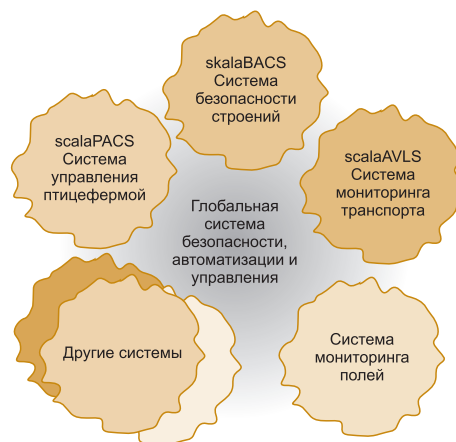 skalaBACS
Система
безопасности
строений
scalaPACS
Система
управления
птицефермой
scalaAVLS
Система
мониторинга
транспорта
Глобальная
система
безопасности,
автоматизации и
управления
Другие системы
Система
мониторинга
полей